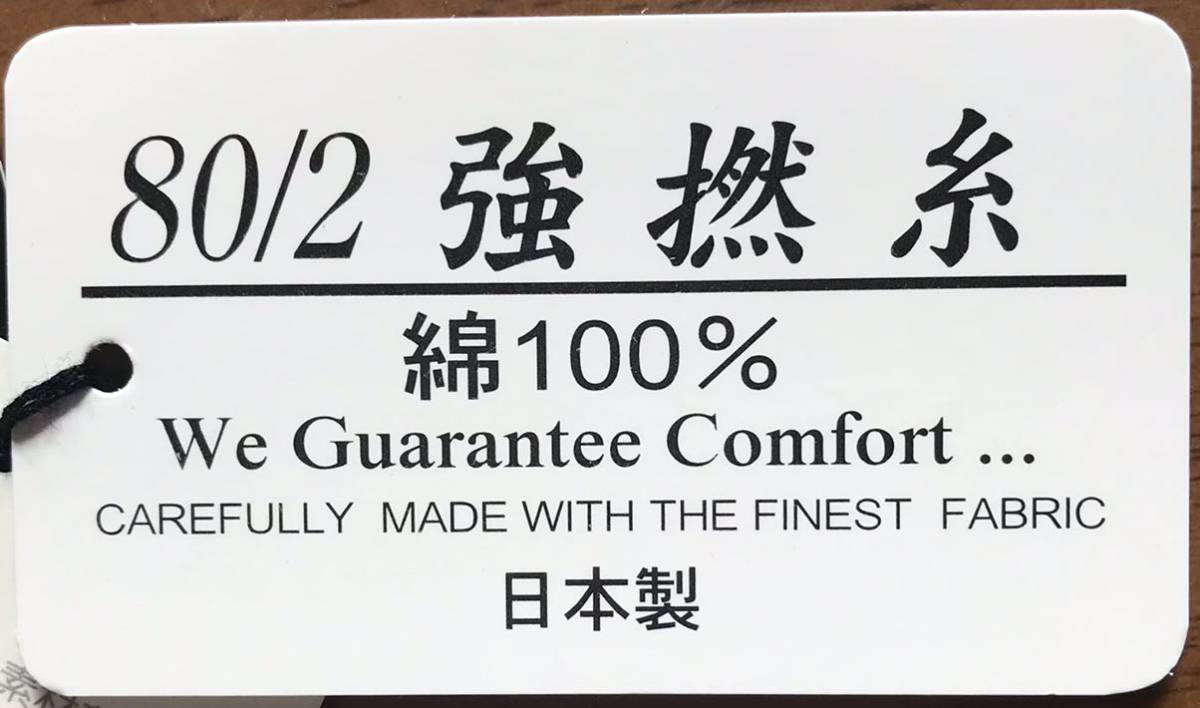 80/2 強撚糸
綿100%
We Guarantee Comfort ...
CAREFULLY MADE WITH THE FINEST FABRIC
日本製